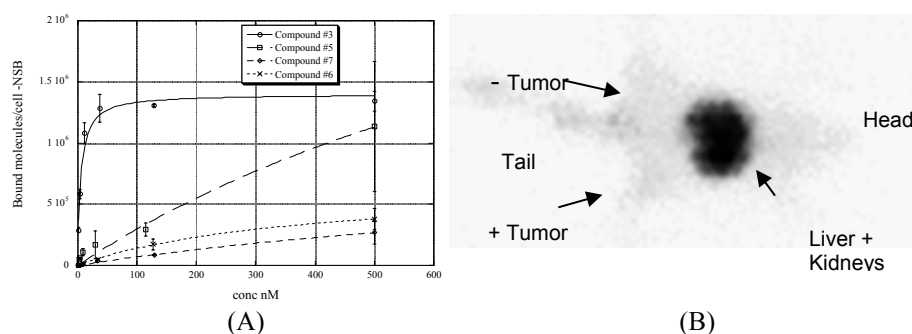 2 10⁶
1.5 10⁶
1 10⁶
5 10⁵
0
0
100
200
300
400
500
600
Bound molecules/cell -NSB
conc nM
Compound #3
Compound #5
Compound #7
Compound #6
(A)
- Tumor
Head
Tail
+ Tumor
Liver +
Kidneys
(B)